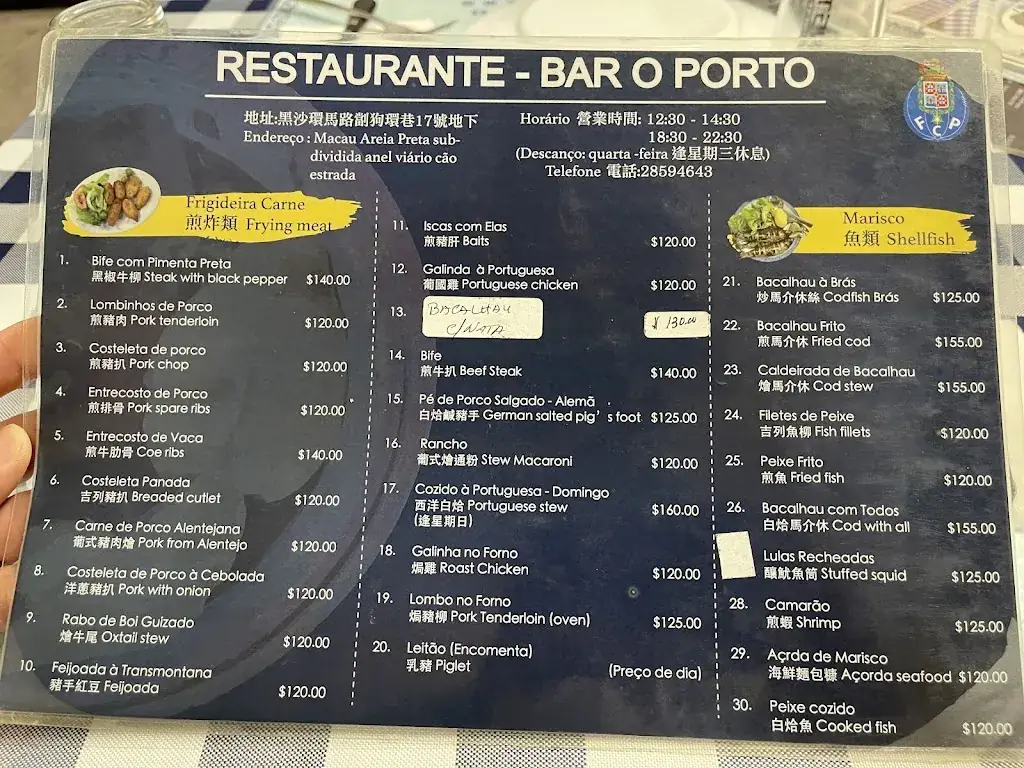 RESTAURANTE - BAR O PORTO
地址:黑沙環馬路劏狗環巷17號地下
Endereço : Macau Areia Preta sub-
dividida anel viário cão
estrada
Horário 營業時間: 12:30 - 14:30
18:30 - 22:30
(Descanço: quarta -feira 逢星期三休息)
Telefone 電話:28594643
FCP
Frigideira Carne
煎炸類 Frying meat
1. Bife com Pimenta Preta
黑椒牛柳 Steak with black pepper $140.00
2. Lombinhos de Porco
煎豬肉 Pork tenderloin $120.00
3. Costeleta de porco
煎豬扒 Pork chop $120.00
4. Entrecosto de Porco
煎排骨 Pork spare ribs $120.00
5. Entrecosto de Vaca
煎牛肋骨 Coe ribs $140.00
6. Costeleta Panada
吉列豬扒 Breaded cutlet $120.00
7. Carne de Porco Alentejana
葡式豬肉燴 Pork from Alentejo $120.00
8. Costeleta de Porco à Cebolada
洋蔥豬扒 Pork with onion $120.00
9. Rabo de Boi Guizado
燴牛尾 Oxtail stew $120.00
10. Feijoada à Transmontana
豬手紅豆 Feijoada $120.00
11. Iscas com Elas
煎豬肝 Baits $120.00
12. Galinda à Portuguesa
葡國雞 Portuguese chicken $120.00
13. BACALHAU
C/NATA $ 130.00
14. Bife
煎牛扒 Beef Steak $140.00
15. Pé de Porco Salgado - Alemã
白烚鹹豬手 German salted pig's foot $125.00
16. Rancho
葡式燴通粉 Stew Macaroni $120.00
17. Cozido à Portuguesa - Domingo
西洋白烚 Portuguese stew $160.00
(逢星期日)
18. Galinha no Forno
焗雞 Roast Chicken $120.00
19. Lombo no Forno
焗豬柳 Pork Tenderloin (oven) $125.00
20. Leitão (Encomenta)
乳豬 Piglet (Preço de dia)
Marisco
魚類 Shellfish
21. Bacalhau à Brás
炒馬介休絲 Codfish Brás $125.00
22. Bacalhau Frito
煎馬介休 Fried cod $155.00
23. Caldeirada de Bacalhau
燴馬介休 Cod stew $155.00
24. Filetes de Peixe
吉列魚柳 Fish fillets $120.00
25. Peixe Frito
煎魚 Fried fish $120.00
26. Bacalhau com Todos
白烚馬介休 Cod with all $155.00
Lulas Recheadas
釀魷魚筒 Stuffed squid $125.00
28. Camarão
煎蝦 Shrimp $125.00
29. Açrda de Marisco
海鮮麵包糠 Açorda seafood $120.00
30. Peixe cozido
白烚魚 Cooked fish $120.00